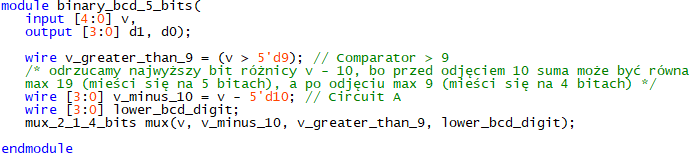 module binary_bcd_5_bits(
input [4:0] v,
output [3:0] d1, d0);
wire v_greater_than_9 = (v > 5'd9); // Comparator > 9
/* odrzucamy najwyższy bit różnicy v - 10, bo przed odjęciem 10 suma może być równa
max 19 (mieści się na 5 bitach), a po odjęciu max 9 (mieści się na 4 bitach) */
wire [3:0] v_minus_10 = v - 5'd10; // Circuit A
wire [3:0] lower_bcd_digit;
mux_2_1_4_bits mux(v, v_minus_10, v_greater_than_9, lower_bcd_digit);
endmodule